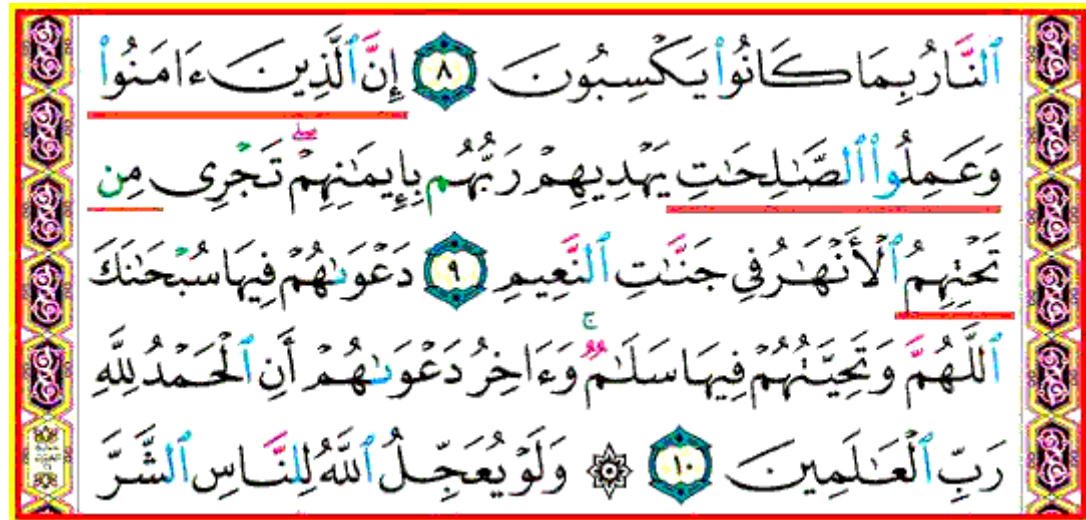 ٱلنَّارُ بِمَا كَانُوا۟ يَكْسِبُونَ ٨ إِنَّ ٱلَّذِينَ ءَامَنُوا۟
وَعَمِلُوا۟ ٱلصَّـٰلِحَـٰتِ يَهْدِيهِمْ رَبُّهُم بِإِيمَـٰنِهِمْ ۖ تَجْرِى مِن
تَحْتِهِمُ ٱلْأَنْهَـٰرُ فِى جَنَّـٰتِ ٱلنَّعِيمِ ٩ دَعْوَىٰهُمْ فِيهَا سُبْحَـٰنَكَ
ٱللَّهُمَّ وَتَحِيَّتُهُمْ فِيهَا سَلَـٰمٌ ۚ وَءَاخِرُ دَعْوَىٰهُمْ أَنِ ٱلْحَمْدُ لِلَّهِ
رَبِّ ٱلْعَـٰلَمِينَ ١٠ ۞ وَلَوْ يُعَجِّلُ ٱللَّهُ لِلنَّاسِ ٱلشَّرَّ